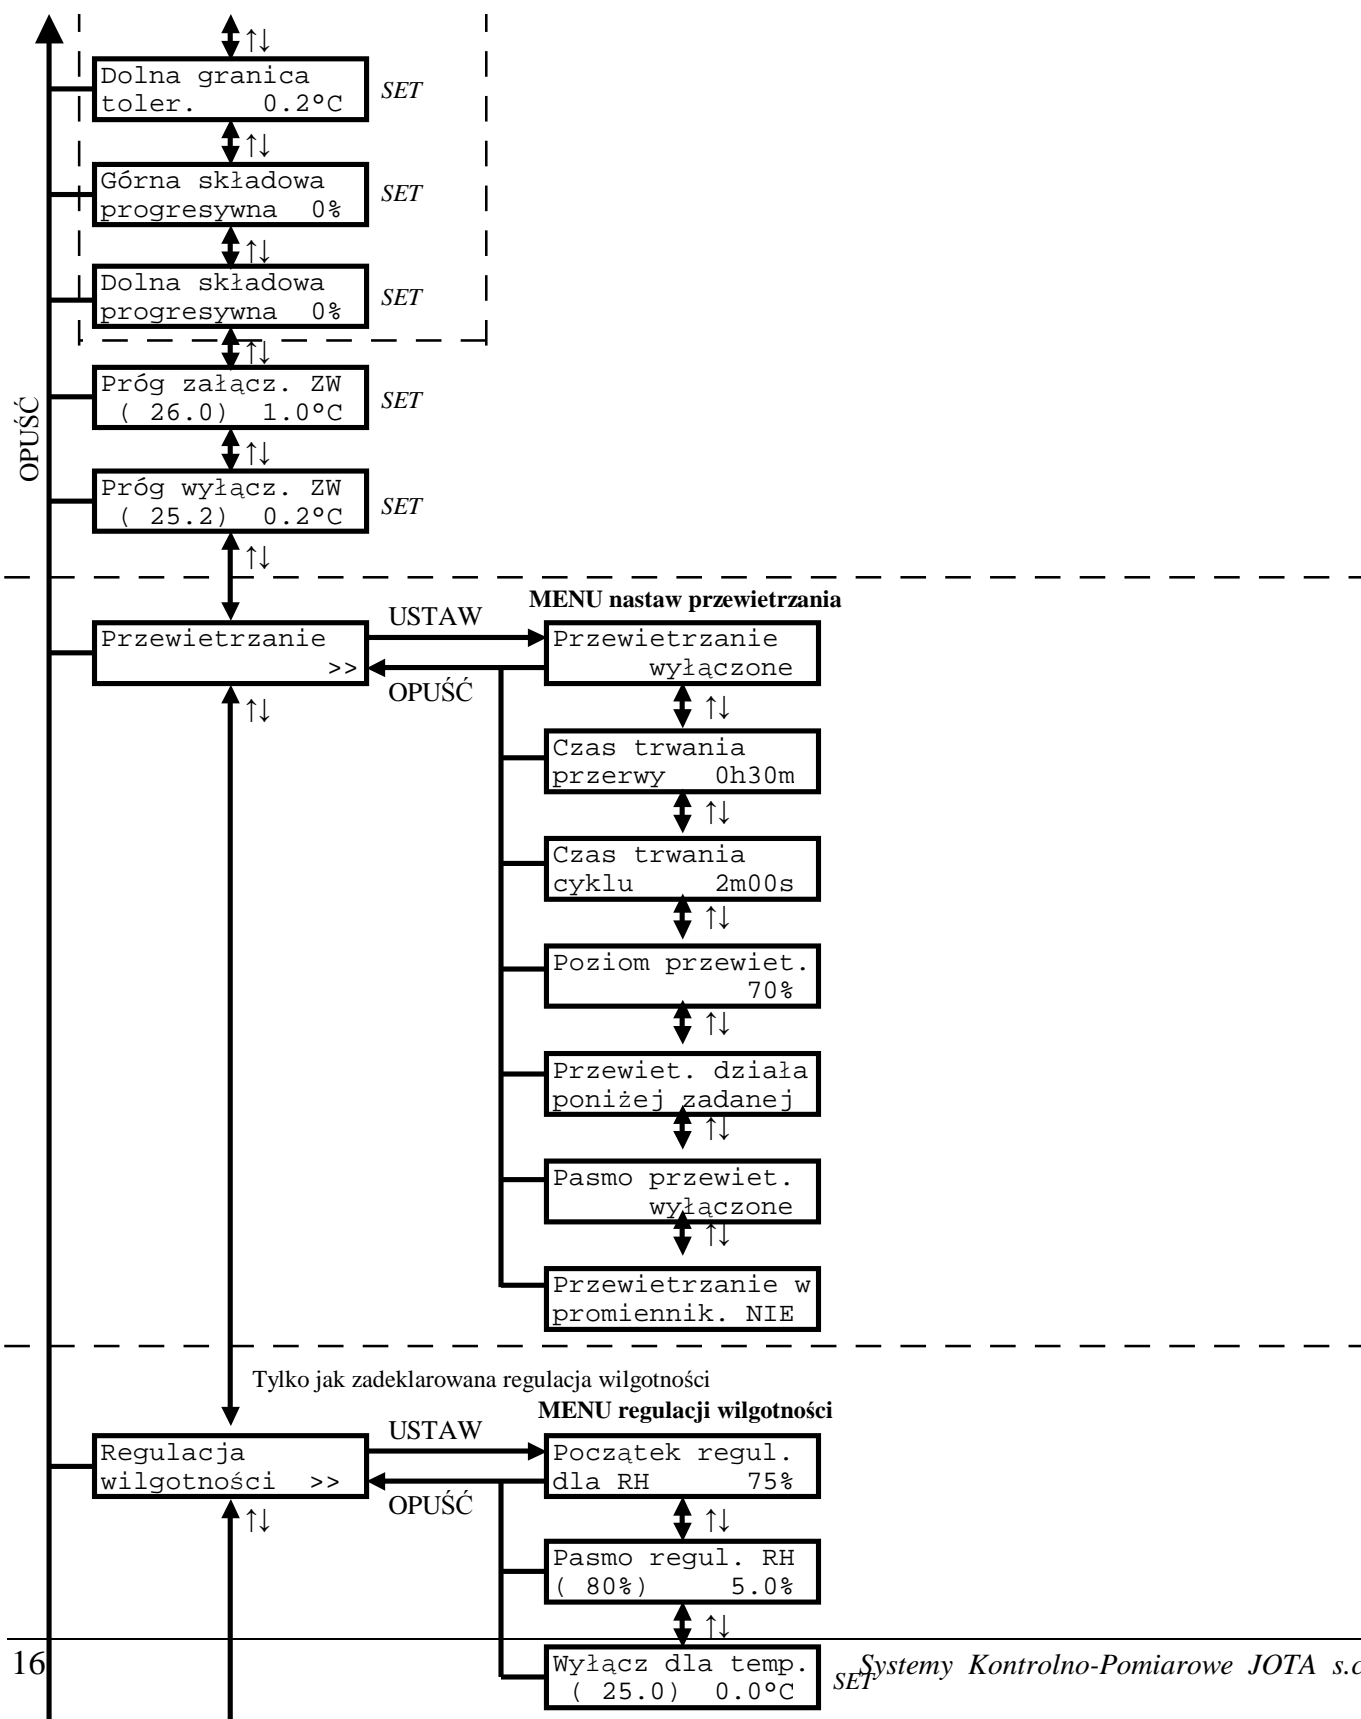 ↑↓
Dolna granica
toler. 0.2°C
SET
↑↓
Górna składowa
progresywna 0%
SET
↑↓
Dolna składowa
progresywna 0%
SET
↑↓
Próg załącz. ZW
( 26.0) 1.0°C
SET
OPUŚĆ
↑↓
Próg wyłącz. ZW
( 25.2) 0.2°C
SET
↑↓
MENU nastaw przewietrzania
Przewietrzanie
>>
USTAW
OPUŚĆ
Przewietrzanie
wyłączone
↑↓
↑↓
Czas trwania
przerwy 0h30m
↑↓
Czas trwania
cyklu 2m00s
↑↓
Poziom przewiet.
70%
↑↓
Przewiet. działa
poniżej zadanej
↑↓
Pasmo przewiet.
wyłączone
↑↓
Przewietrzanie w
promiennik. NIE
Tylko jak zadeklarowana regulacja wilgotności
MENU regulacji wilgotności
Regulacja
wilgotności >>
USTAW
OPUŚĆ
Początek regul.
dla RH 75%
↑↓
↑↓
Pasmo regul. RH
( 80%) 5.0%
↑↓
Wyłącz dla temp.
( 25.0) 0.0°C
SET
16
Systemy Kontrolno-Pomiarowe JOTA s.c